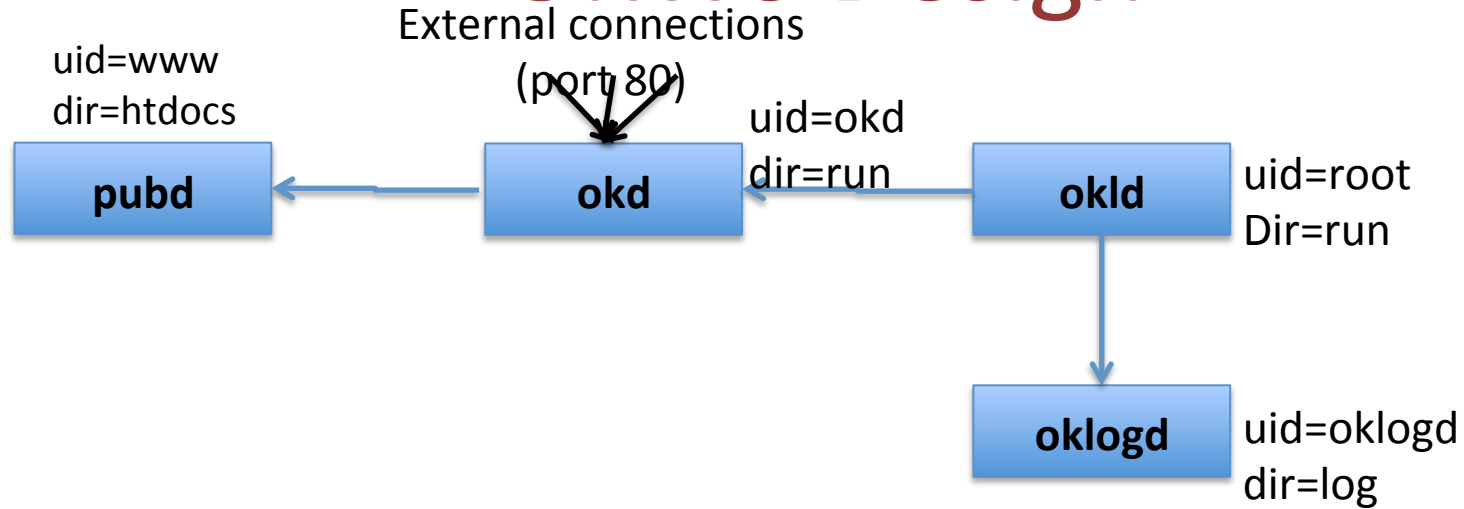 External connections
(port 80)
uid=www
dir=htdocs
uid=okd
dir=run
pubd
okd
okld
uid=root
Dir=run
oklogd
uid=oklogd
dir=log